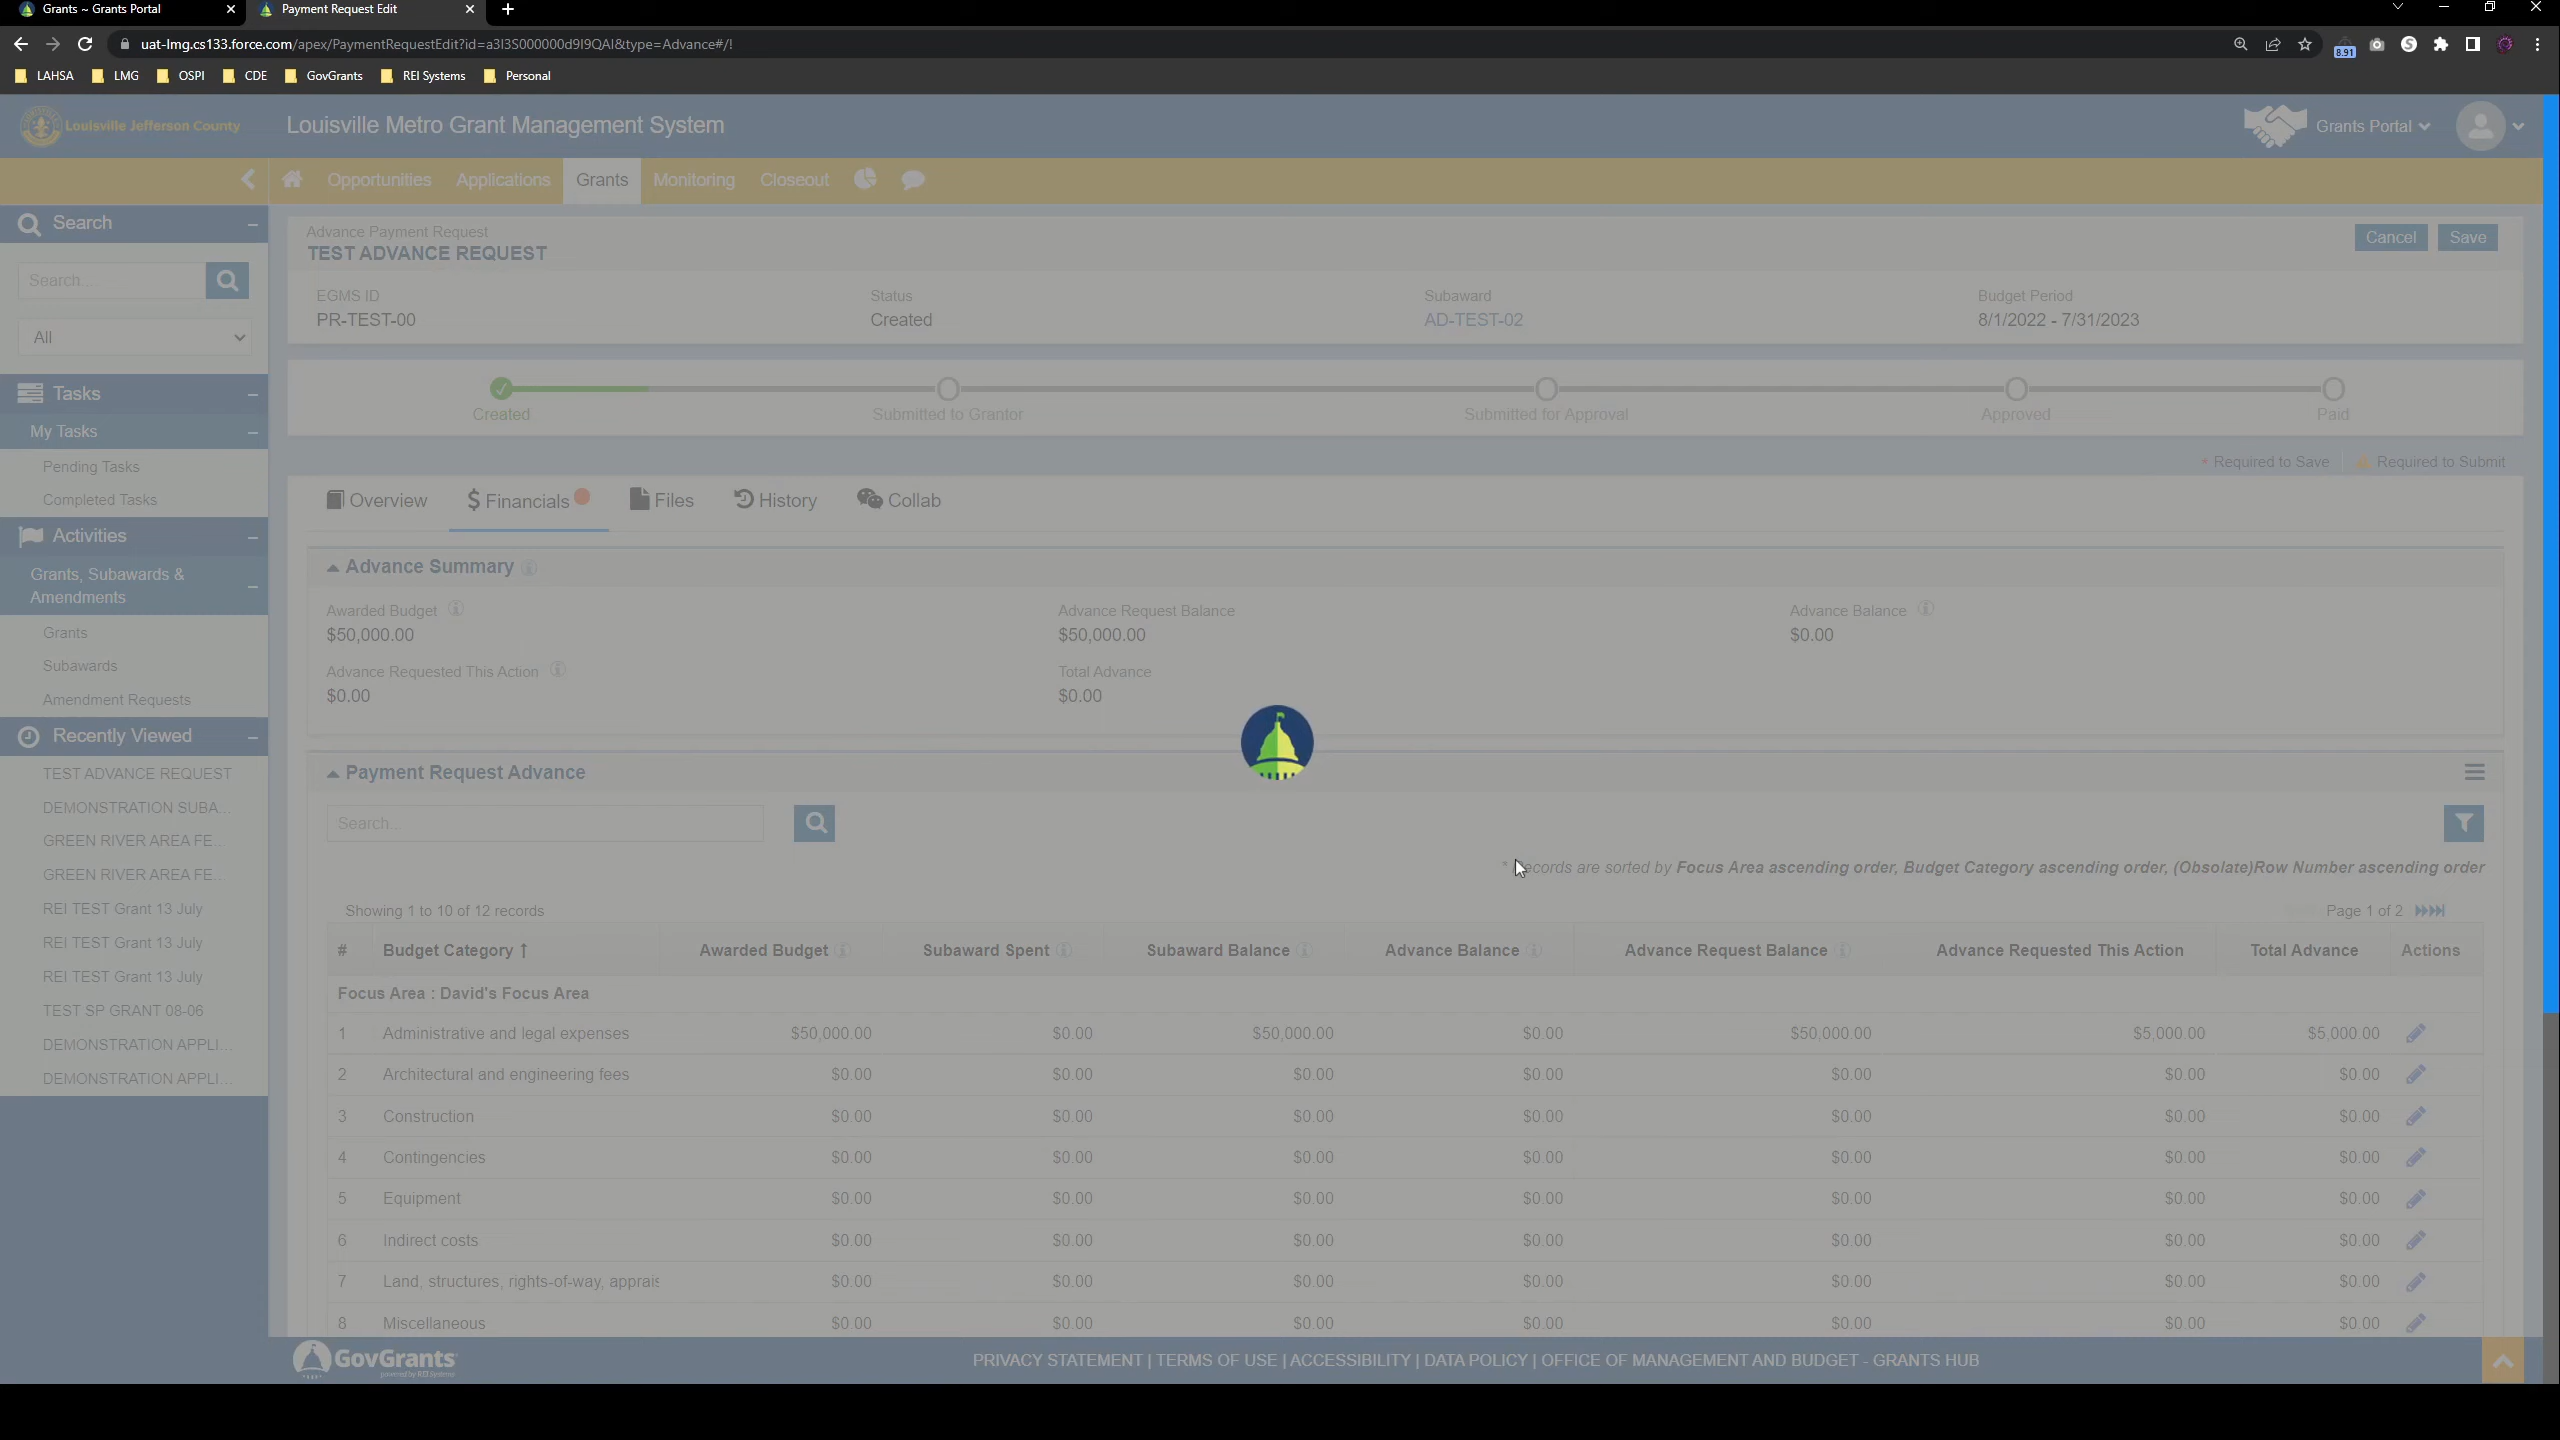 Grants ~ Grants Portal
Payment Request Edit
uat-lmg.cs133.force.com/apex/PaymentRequestEdit?id=a3I3S000000d9I9QAI&type=Advance#/!
8.91
LAHSA LMG OSPI CDE GovGrants REI Systems Personal
Louisville Jefferson County
Louisville Metro Grant Management System
Grants Portal
Opportunities Applications Grants Monitoring Closeout
Search
Search...
All
Tasks
My Tasks
Pending Tasks
Completed Tasks
Activities
Grants, Subawards &
Amendments
Grants
Subawards
Amendment Requests
Recently Viewed
TEST ADVANCE REQUEST
DEMONSTRATION SUBA...
GREEN RIVER AREA FE...
GREEN RIVER AREA FE...
REI TEST Grant 13 July
REI TEST Grant 13 July
REI TEST Grant 13 July
TEST SP GRANT 08-06
DEMONSTRATION APPLI...
DEMONSTRATION APPLI...
Advance Payment Request
TEST ADVANCE REQUEST
Cancel Save
EGMS ID Status Subaward Budget Period
PR-TEST-00 Created AD-TEST-02 8/1/2022 - 7/31/2023
Created Submitted to Grantor Submitted for Approval Approved Paid
* Required to Save Required to Submit
Overview $ Financials Files History Collab
Advance Summary
Awarded Budget Advance Request Balance Advance Balance
$50,000.00 $50,000.00 $0.00
Advance Requested This Action Total Advance
$0.00 $0.00
Payment Request Advance
Search..
* Records are sorted by Focus Area ascending order, Budget Category ascending order, (Obsolate)Row Number ascending order
Showing 1 to 10 of 12 records Page 1 of 2
# Budget Category ↑ Awarded Budget Subaward Spent Subaward Balance Advance Balance Advance Request Balance Advance Requested This Action Total Advance Actions
Focus Area : David's Focus Area
1 Administrative and legal expenses $50,000.00 $0.00 $50,000.00 $0.00 $50,000.00 $5,000.00 $5,000.00
2 Architectural and engineering fees $0.00 $0.00 $0.00 $0.00 $0.00 $0.00 $0.00
3 Construction $0.00 $0.00 $0.00 $0.00 $0.00 $0.00 $0.00
4 Contingencies $0.00 $0.00 $0.00 $0.00 $0.00 $0.00 $0.00
5 Equipment $0.00 $0.00 $0.00 $0.00 $0.00 $0.00 $0.00
6 Indirect costs $0.00 $0.00 $0.00 $0.00 $0.00 $0.00 $0.00
7 Land, structures, rights-of-way, apprais $0.00 $0.00 $0.00 $0.00 $0.00 $0.00 $0.00
8 Miscellaneous $0.00 $0.00 $0.00 $0.00 $0.00 $0.00 $0.00
GovGrants
powered by REI Systems
PRIVACY STATEMENT | TERMS OF USE | ACCESSIBILITY | DATA POLICY | OFFICE OF MANAGEMENT AND BUDGET - GRANTS HUB